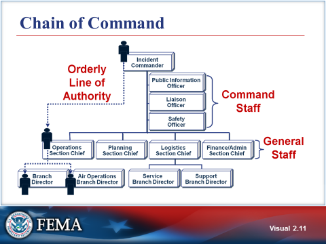 Chain of Command
Incident
Commander
Orderly
Line of
Authority
Public Information
Officer
Liaison
Officer
Safety
Officer
Command
Staff
Operations
Section Chief
Planning
Section Chief
Logistics
Section Chief
Finance/Admin
Section Chief
General
Staff
Branch
Director
Air Operations
Branch Director
Service
Branch Director
Support
Branch Director
FEMA
Visual 2.11